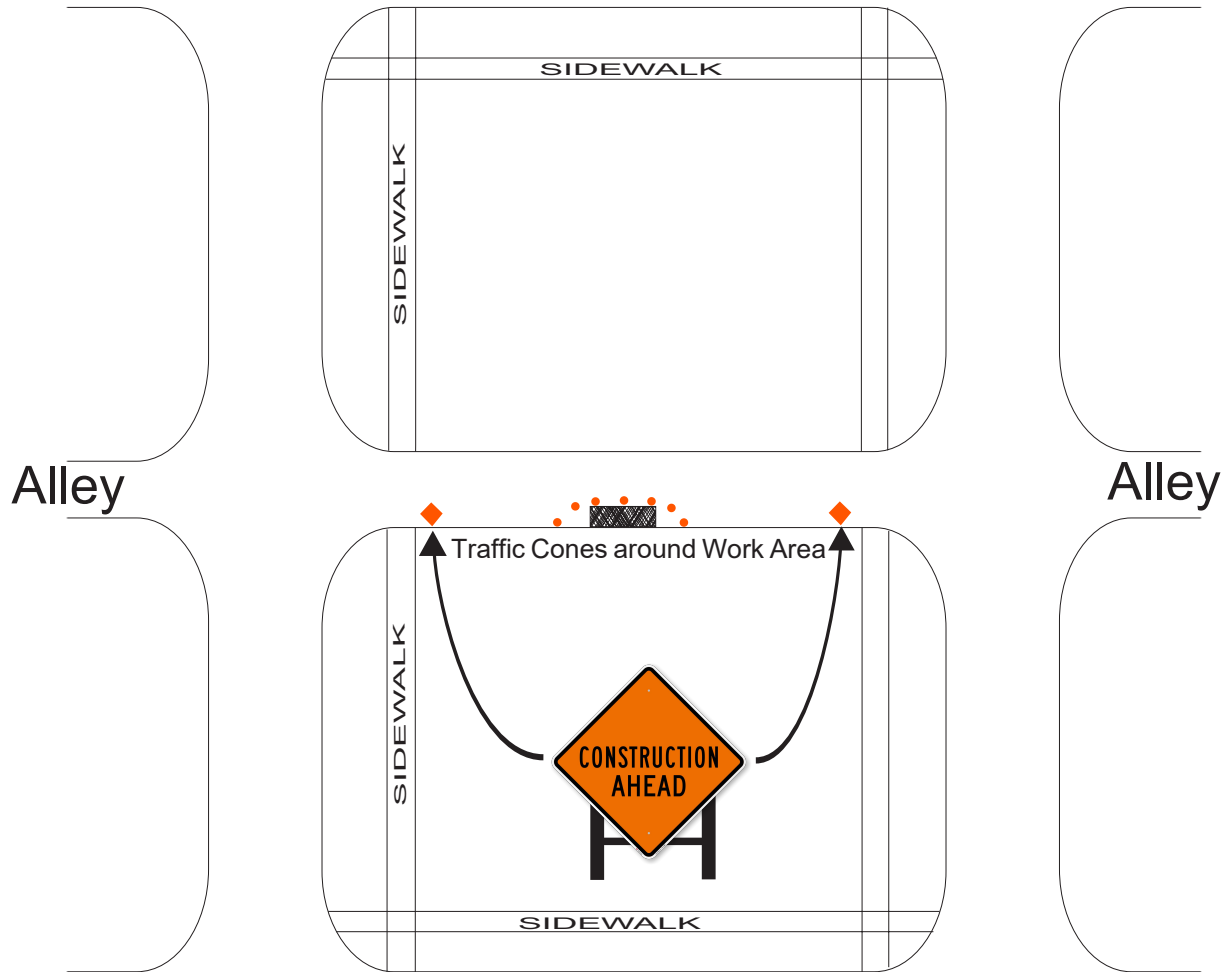 SIDEWALK
SIDEWALK
Alley
Alley
Traffic Cones around Work Area
SIDEWALK
CONSTRUCTION
AHEAD
SIDEWALK